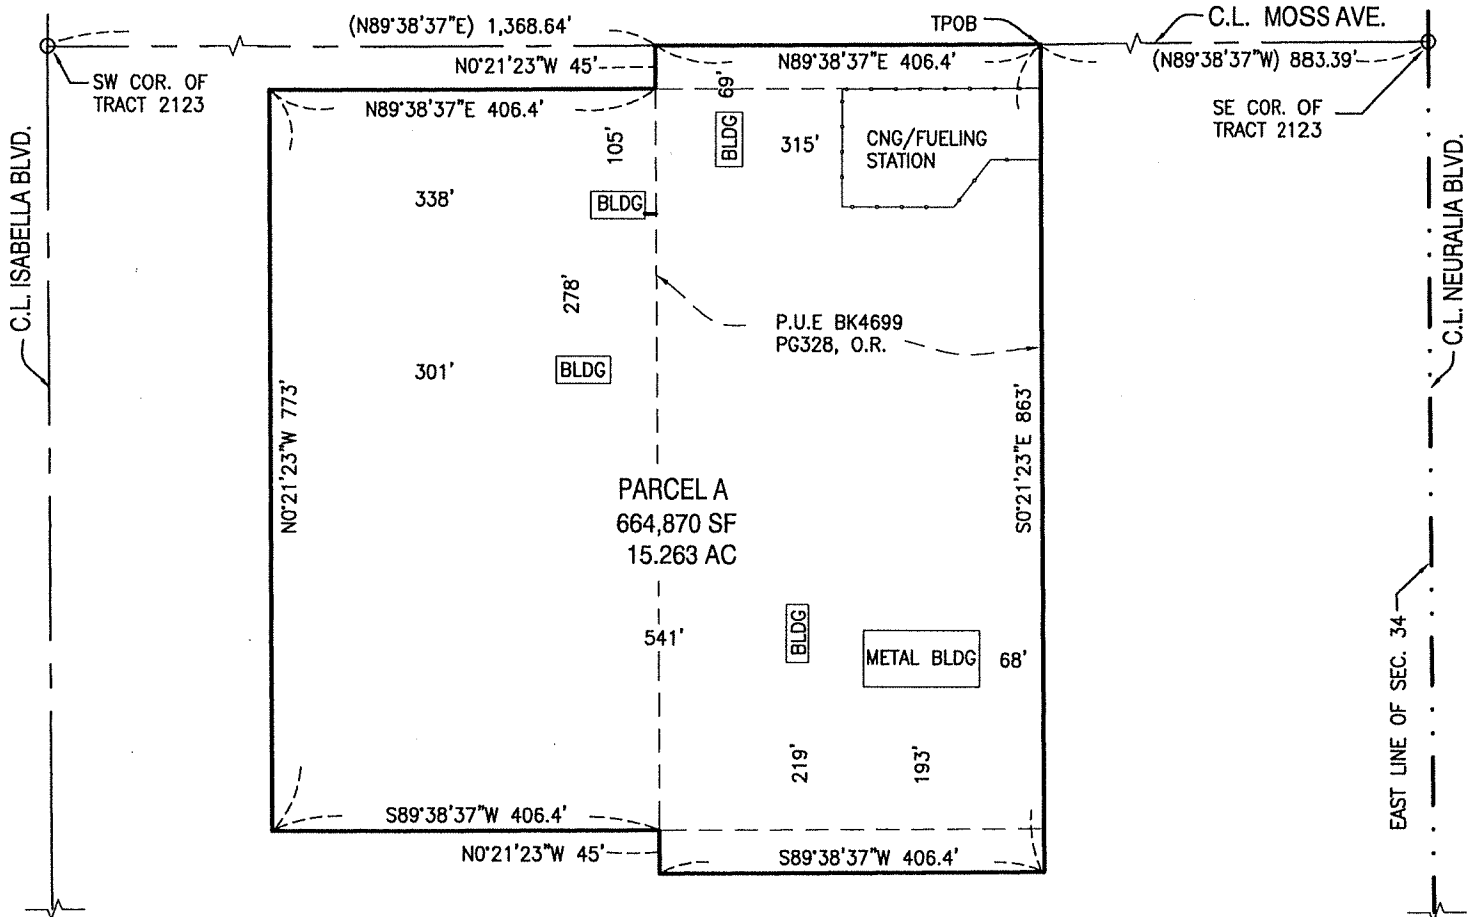 (N89°38'37"E) 1,368.64'
C.L. MOSS AVE.
TPOB
N0°21'23"W 45'
N89°38'37"E 406.4'
(N89°38'37"W) 883.39'
SW COR. OF
TRACT 2123
SE COR. OF
TRACT 2123
N89°38'37"E 406.4'
69'
BLDG
315'
CNG/FUELING
STATION
105'
C.L. ISABELLA BLVD.
C.L. NEURALIA BLVD.
338'
BLDG
278'
P.U.E BK4699
PG328, O.R.
301'
BLDG
N0°21'23"W 773'
S0°21'23"E 863'
PARCEL A
664,870 SF
15.263 AC
541'
BLDG
METAL BLDG
68'
EAST LINE OF SEC. 34
219'
193'
S89°38'37"W 406.4'
N0°21'23"W 45'
S89°38'37"W 406.4'